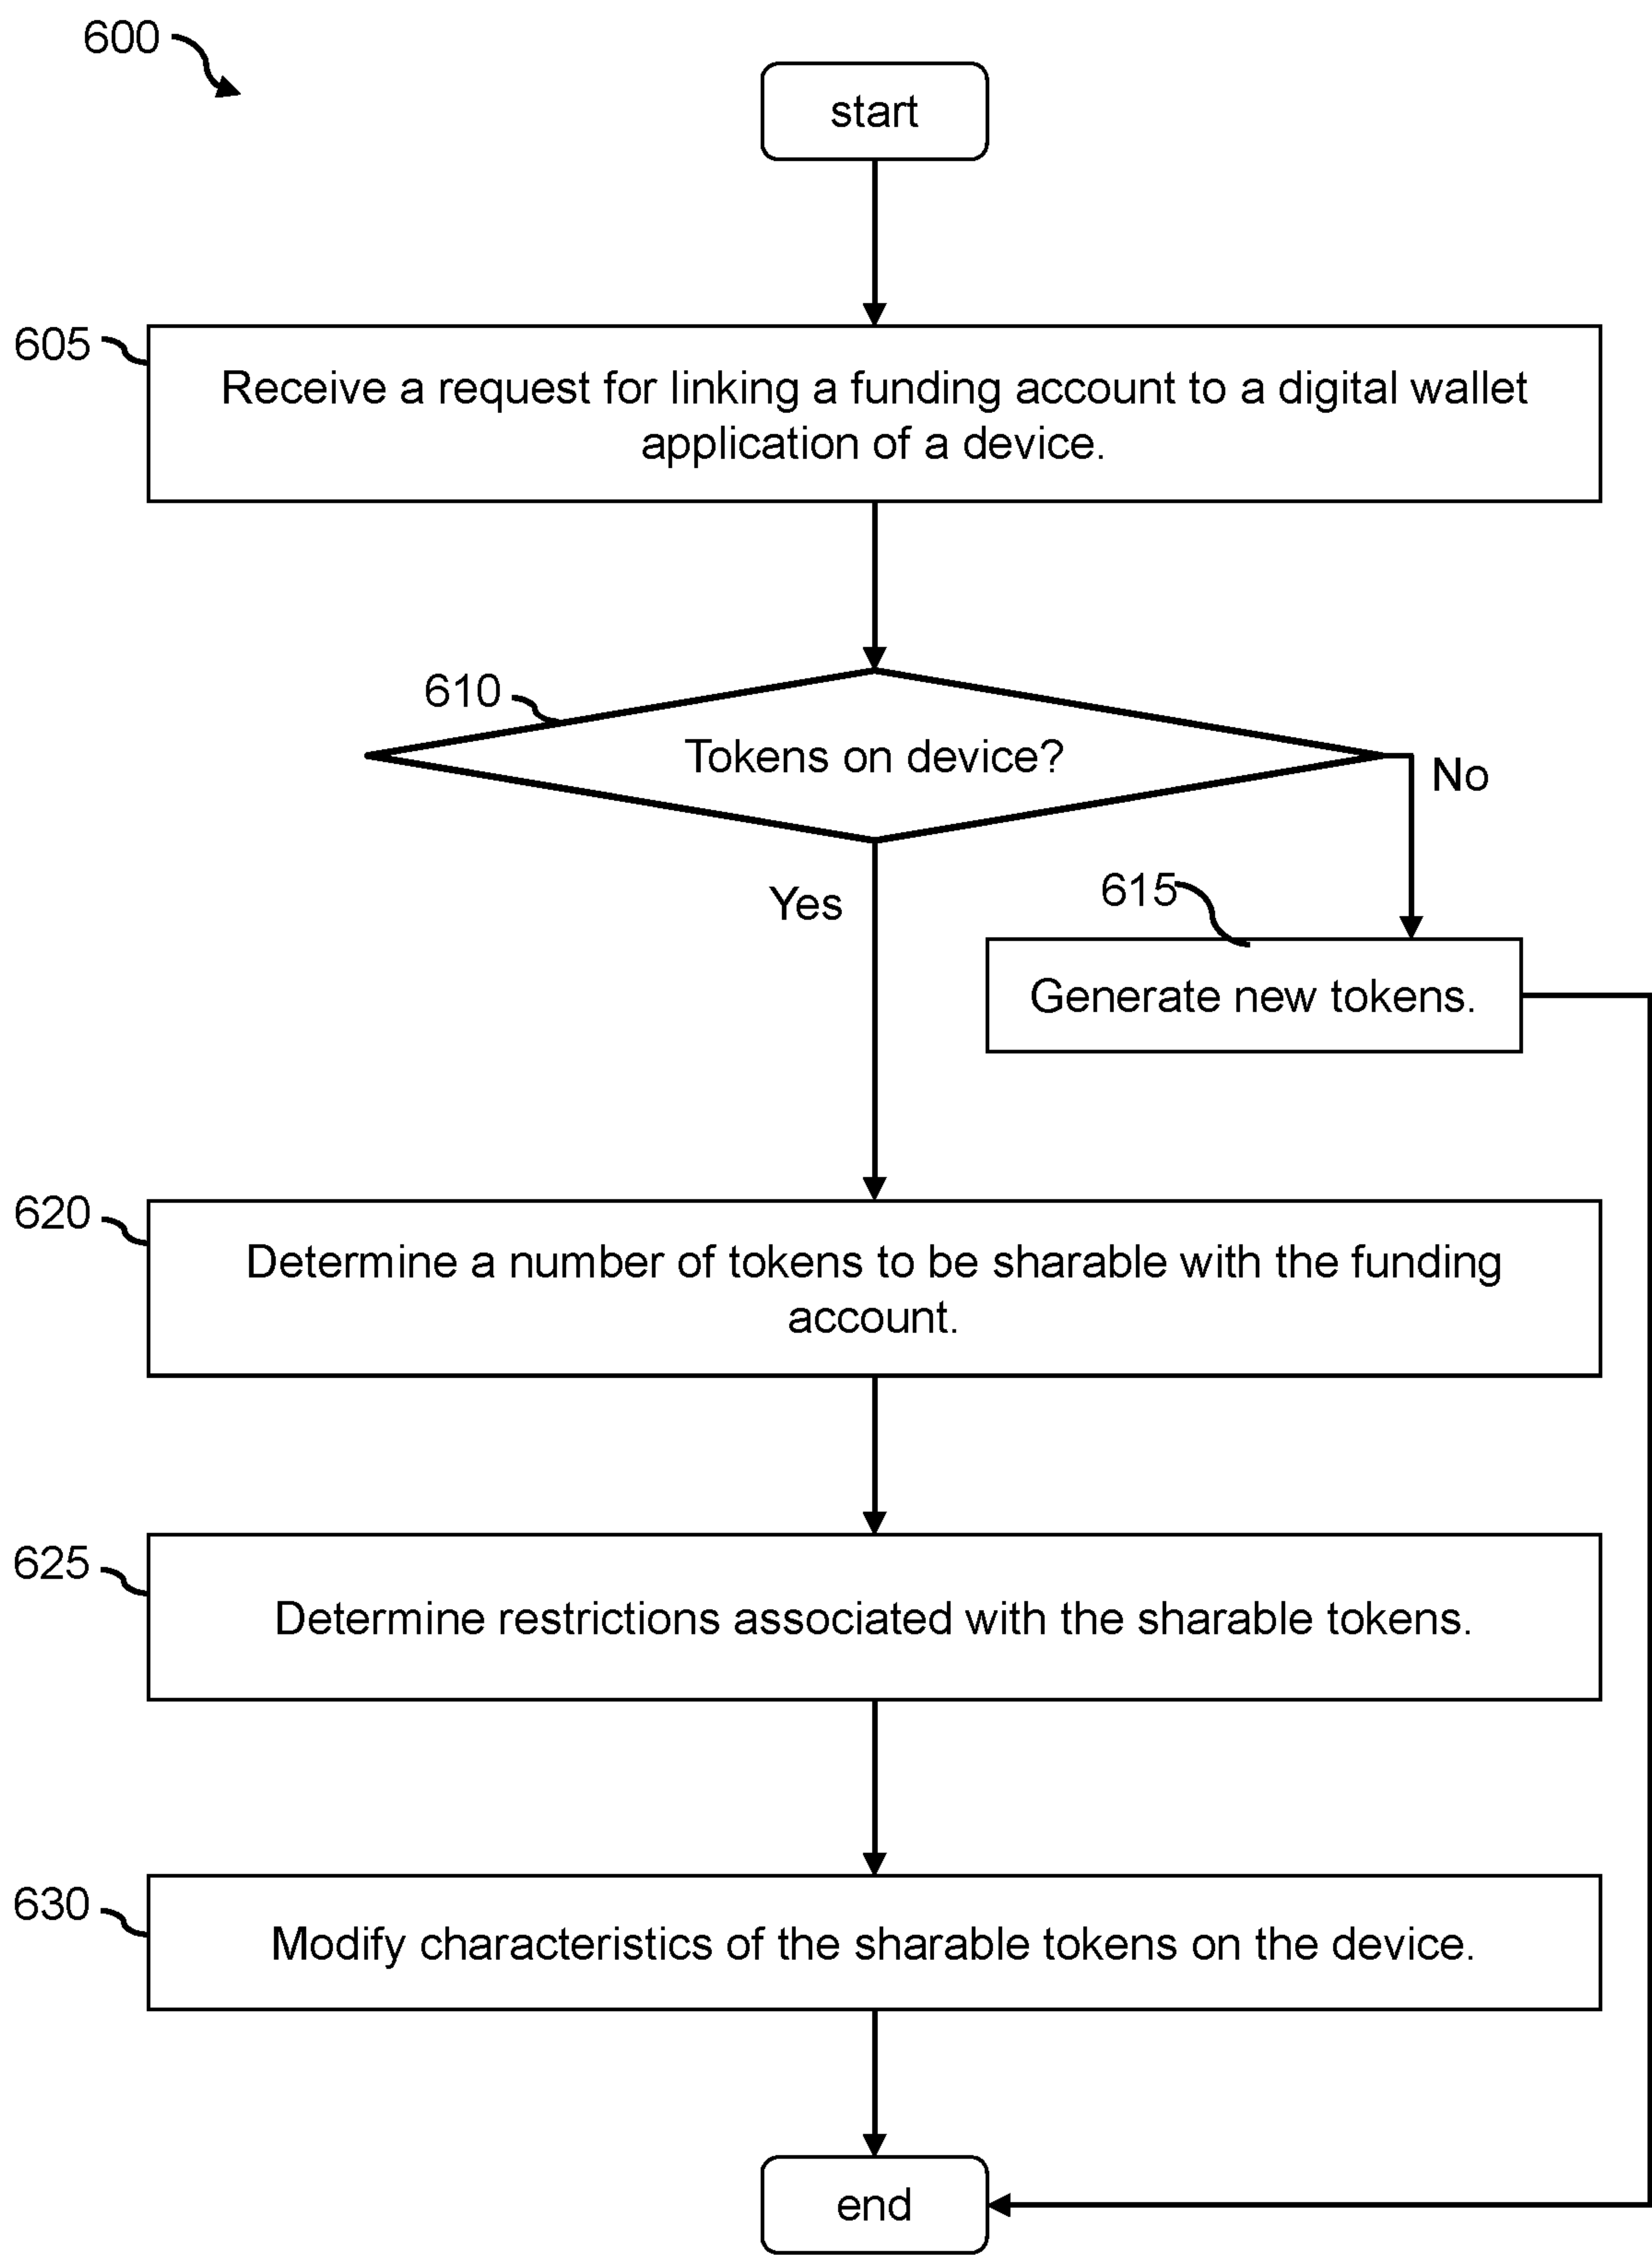 600
start
605
Receive a request for linking a funding account to a digital wallet
application of a device.
610
Tokens on device?
No
Yes
615
Generate new tokens.
620
Determine a number of tokens to be sharable with the funding
account.
625
Determine restrictions associated with the sharable tokens.
630
Modify characteristics of the sharable tokens on the device.
end